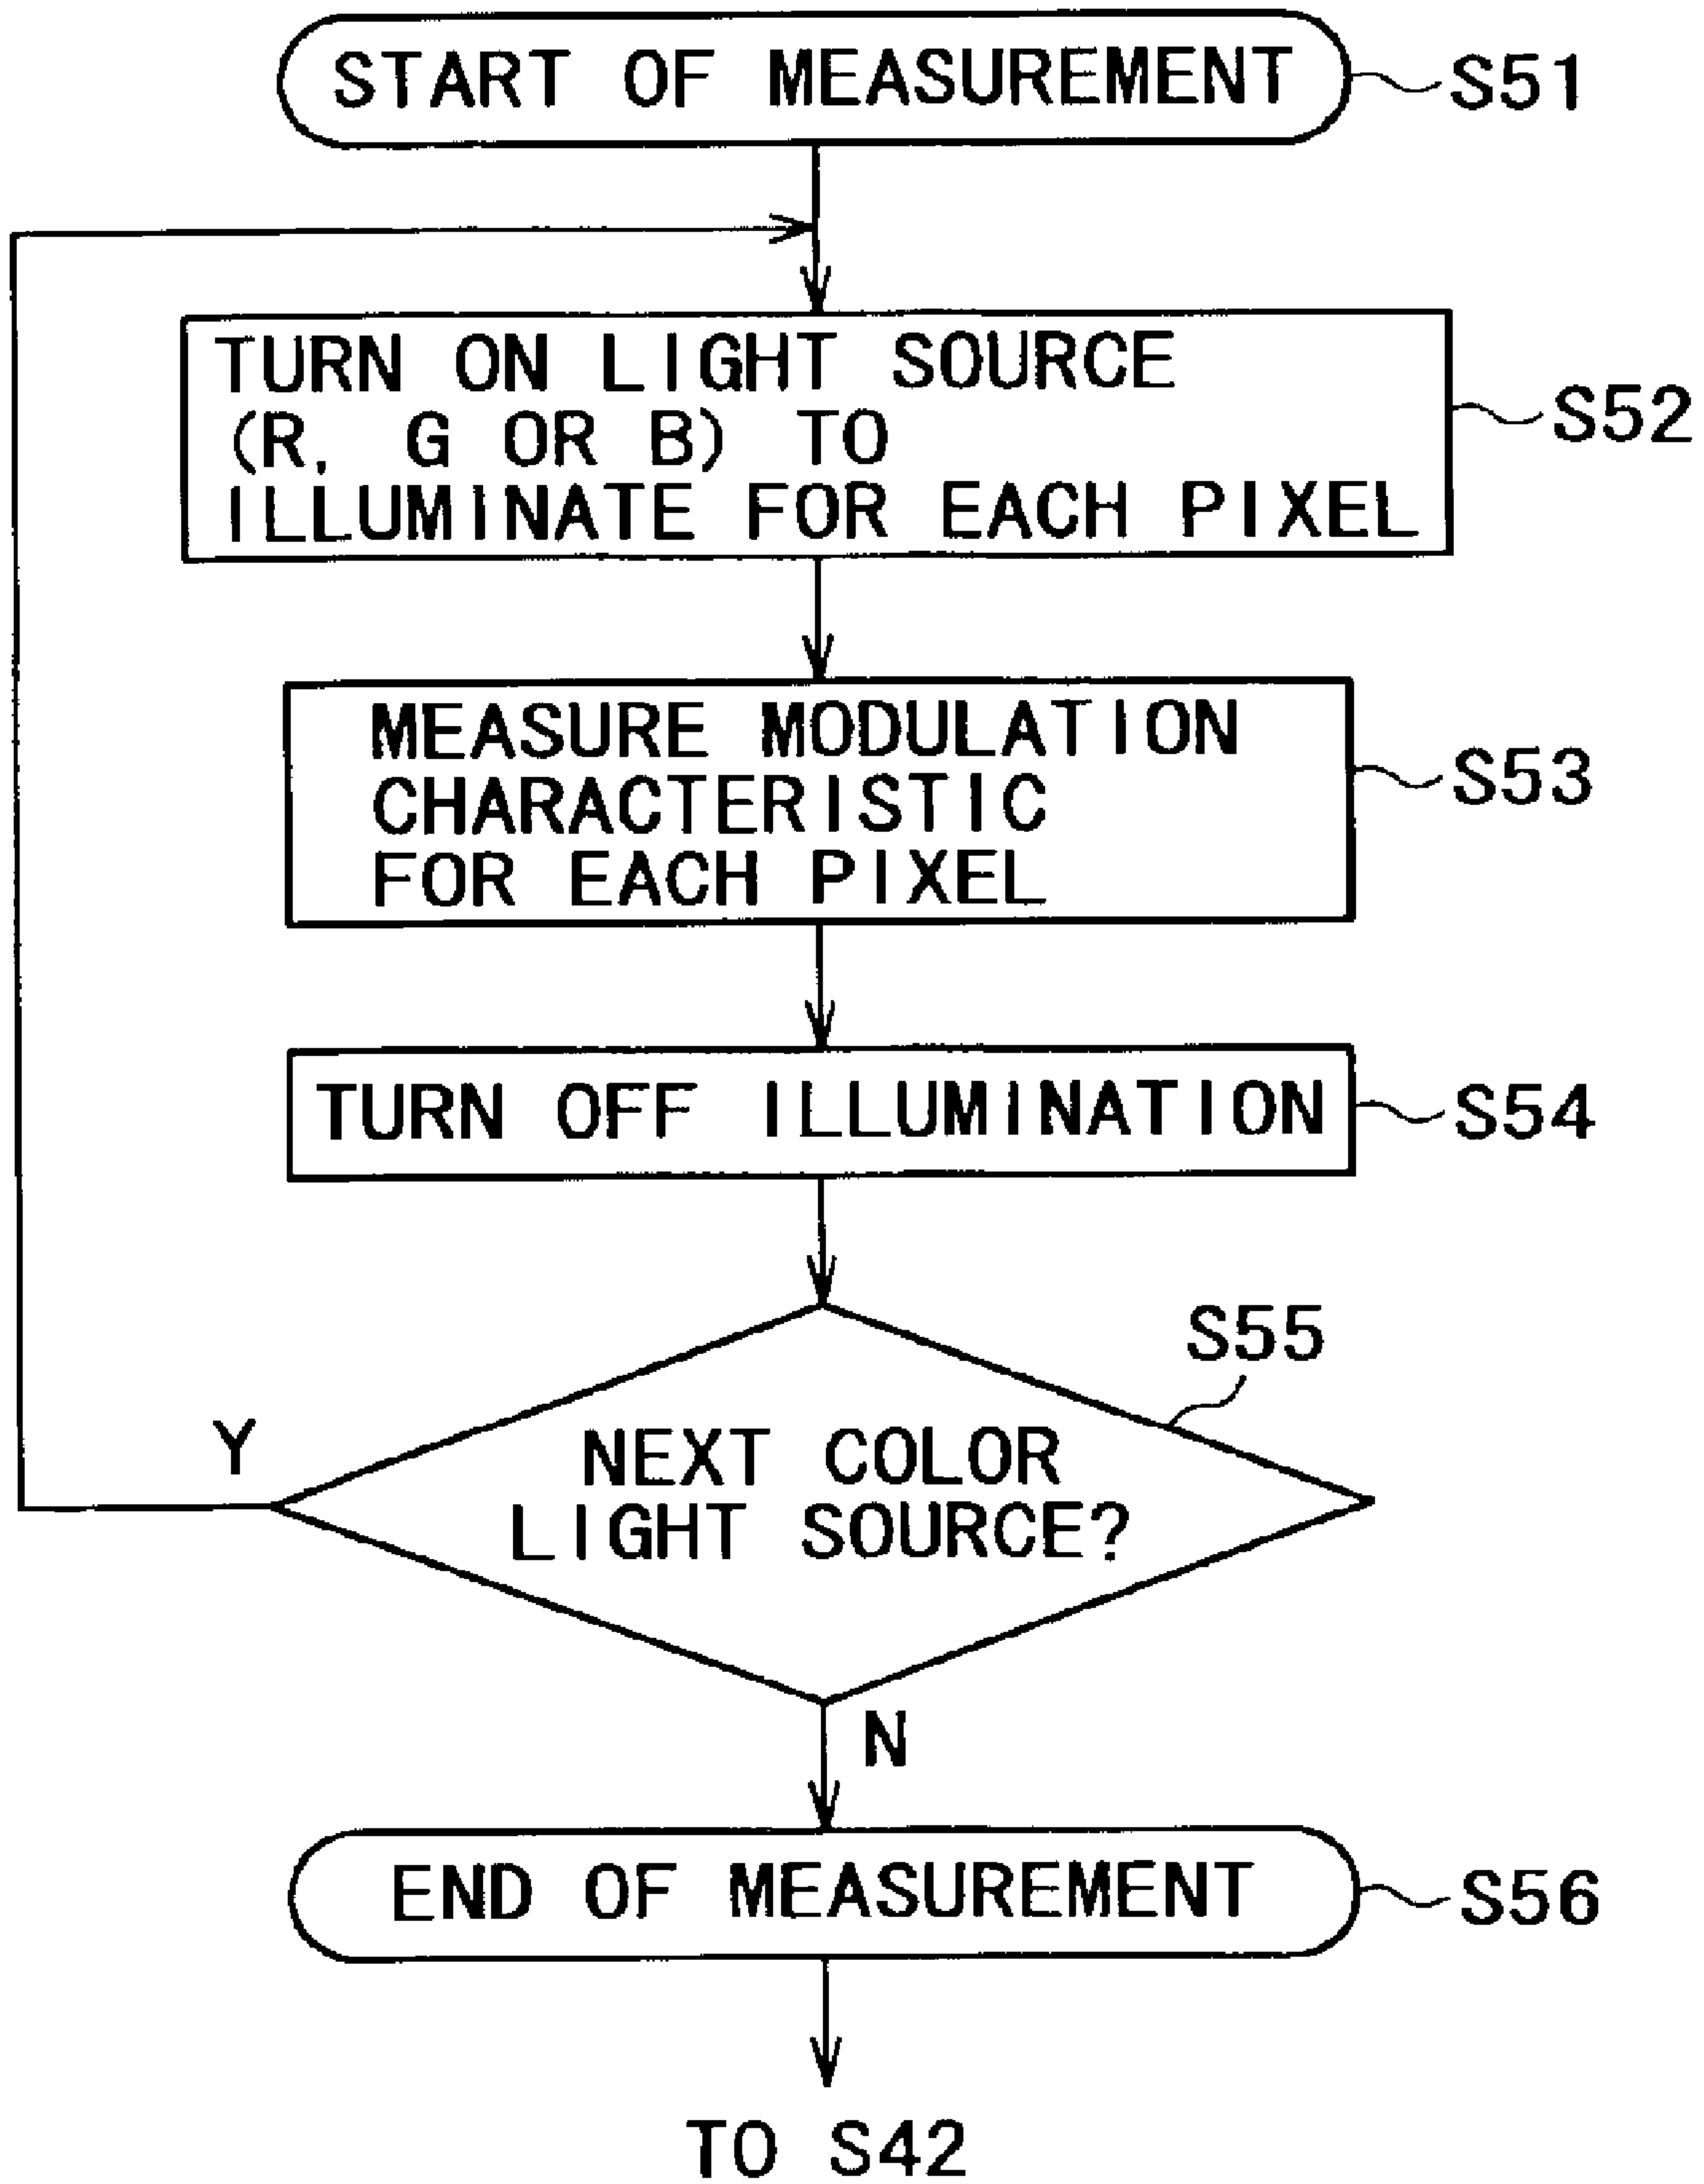 START OF MEASUREMENT
S51
TURN ON LIGHT SOURCE
(R, G OR B) TO
ILLUMINATE FOR EACH PIXEL
S52
MEASURE MODULATION
CHARACTERISTIC
FOR EACH PIXEL
S53
TURN OFF ILLUMINATION
S54
S55
NEXT COLOR
LIGHT SOURCE?
Y
N
END OF MEASUREMENT
S56
TO S42